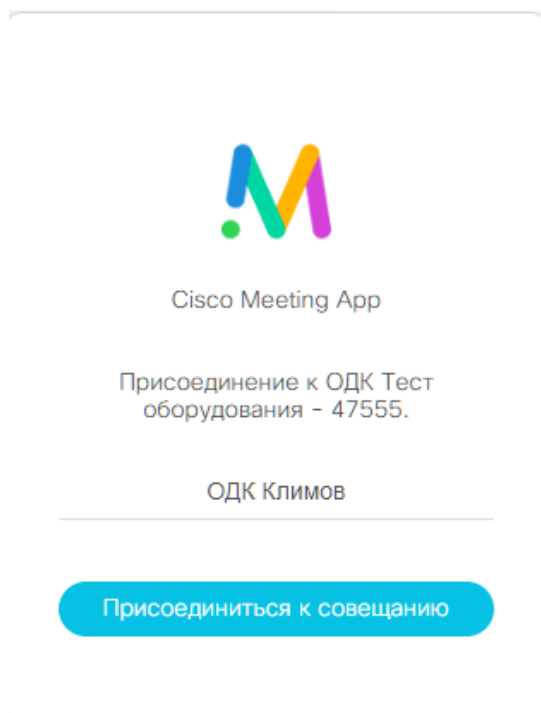 Cisco Meeting App
Присоединение к ОДК Тест
оборудования - 47555.
ОДК Климов
Присоединиться к совещанию